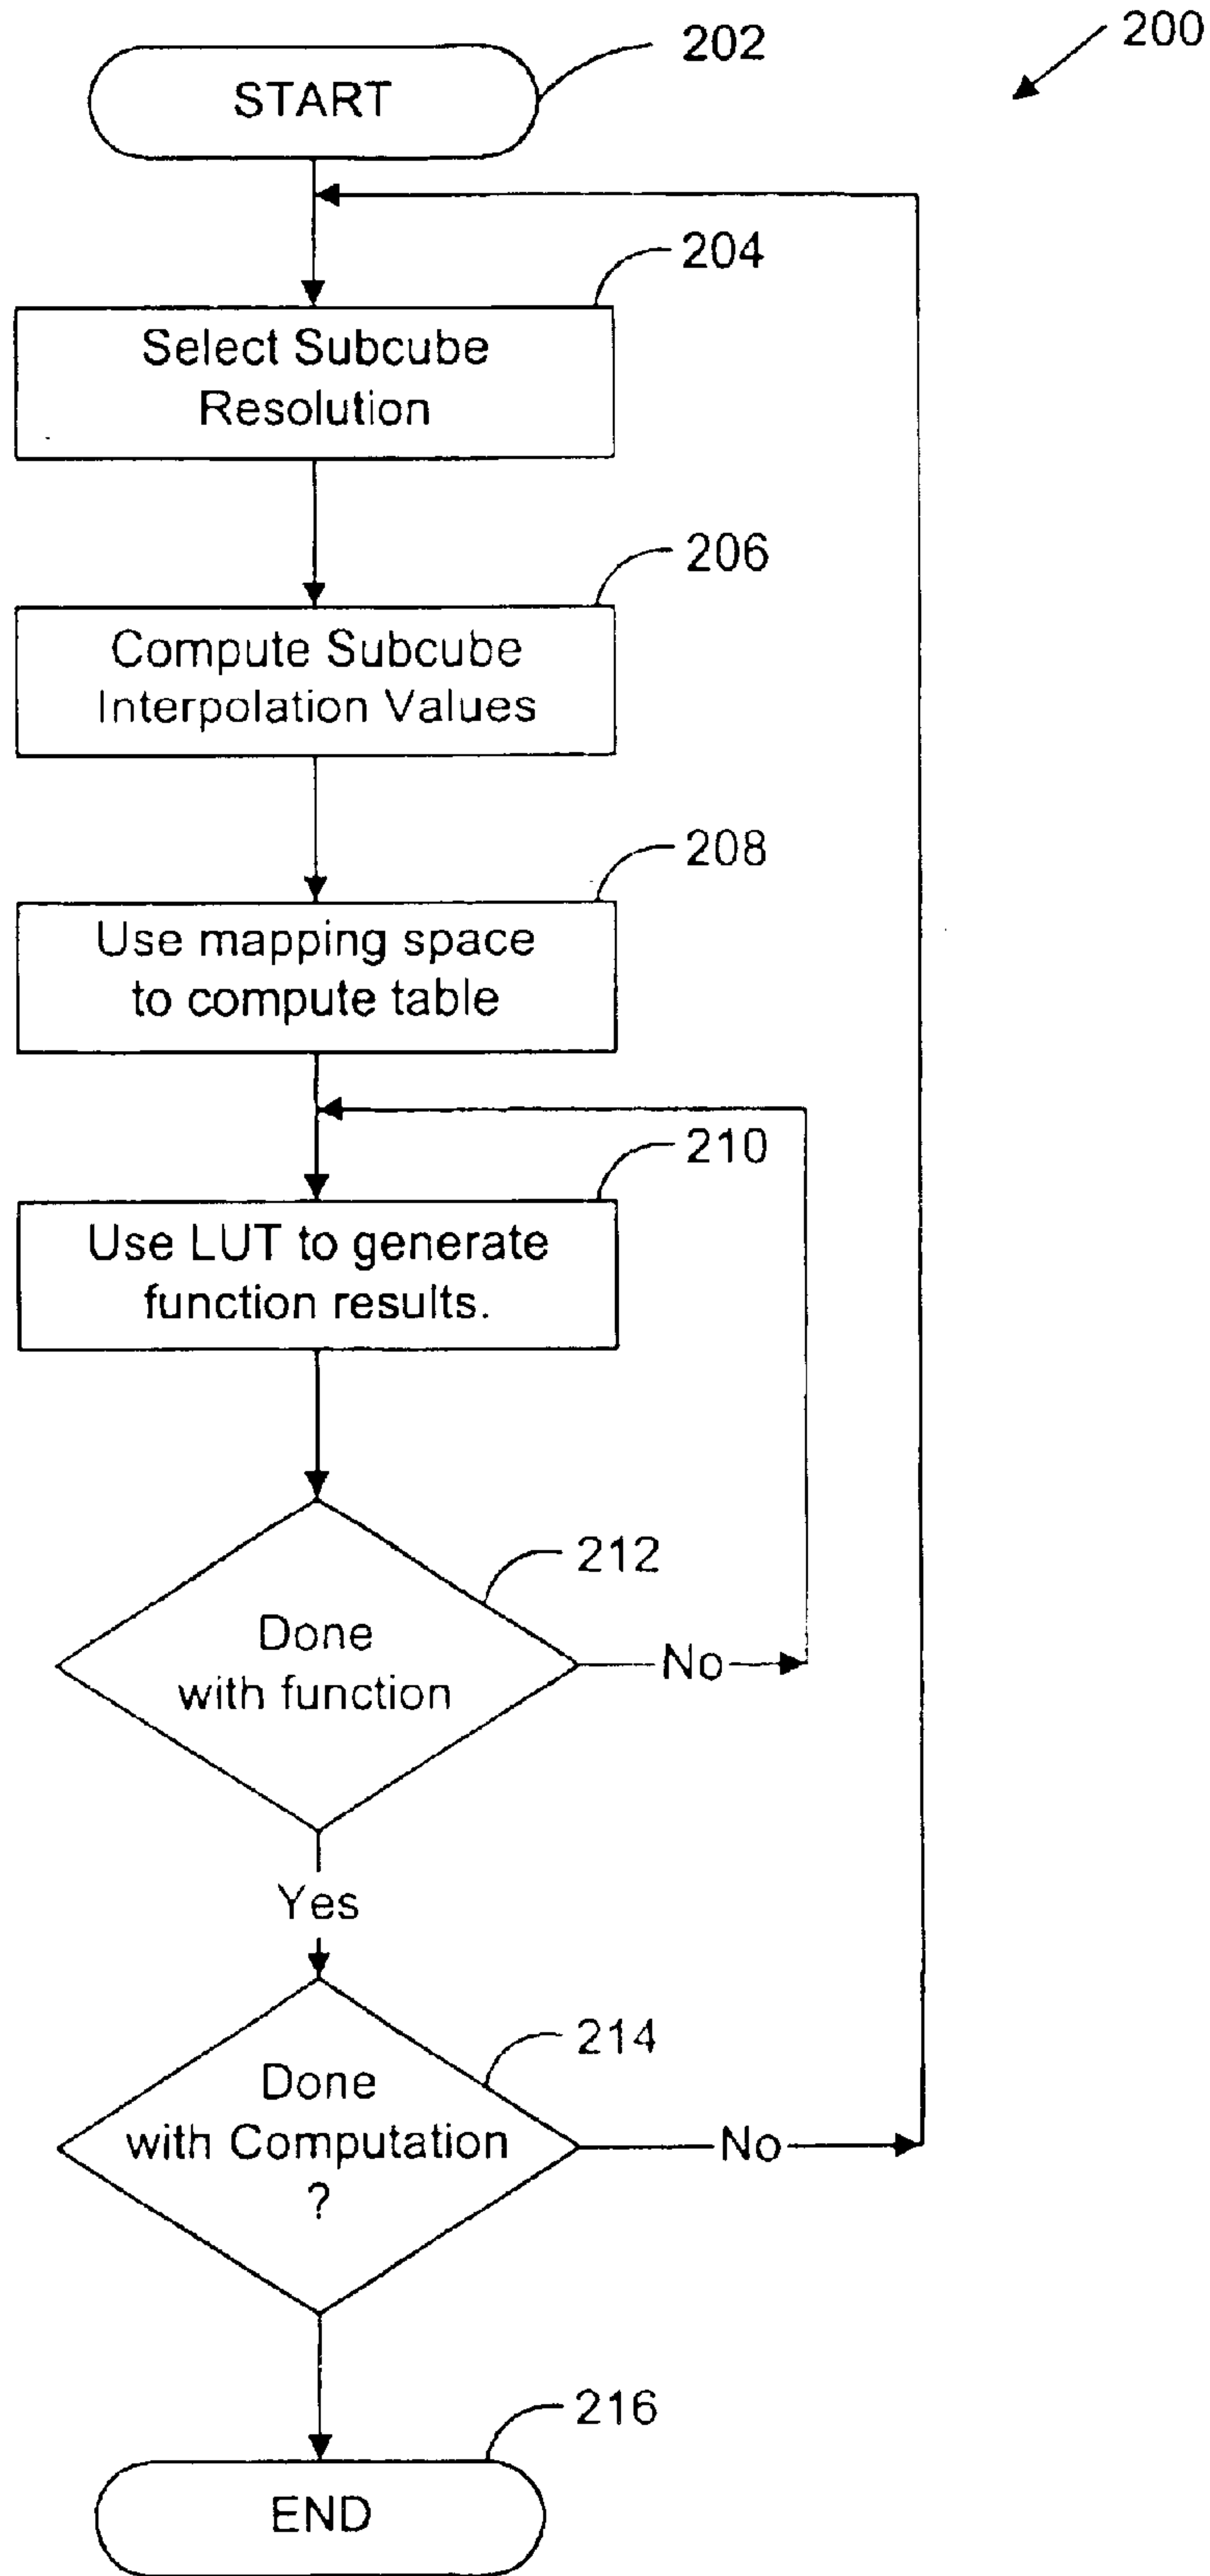 200
202
START
204
Select Subcube
Resolution
206
Compute Subcube
Interpolation Values
208
Use mapping space
to compute table
210
Use LUT to generate
function results.
212
Done
with function
No
Yes
214
Done
with Computation
?
No
216
END